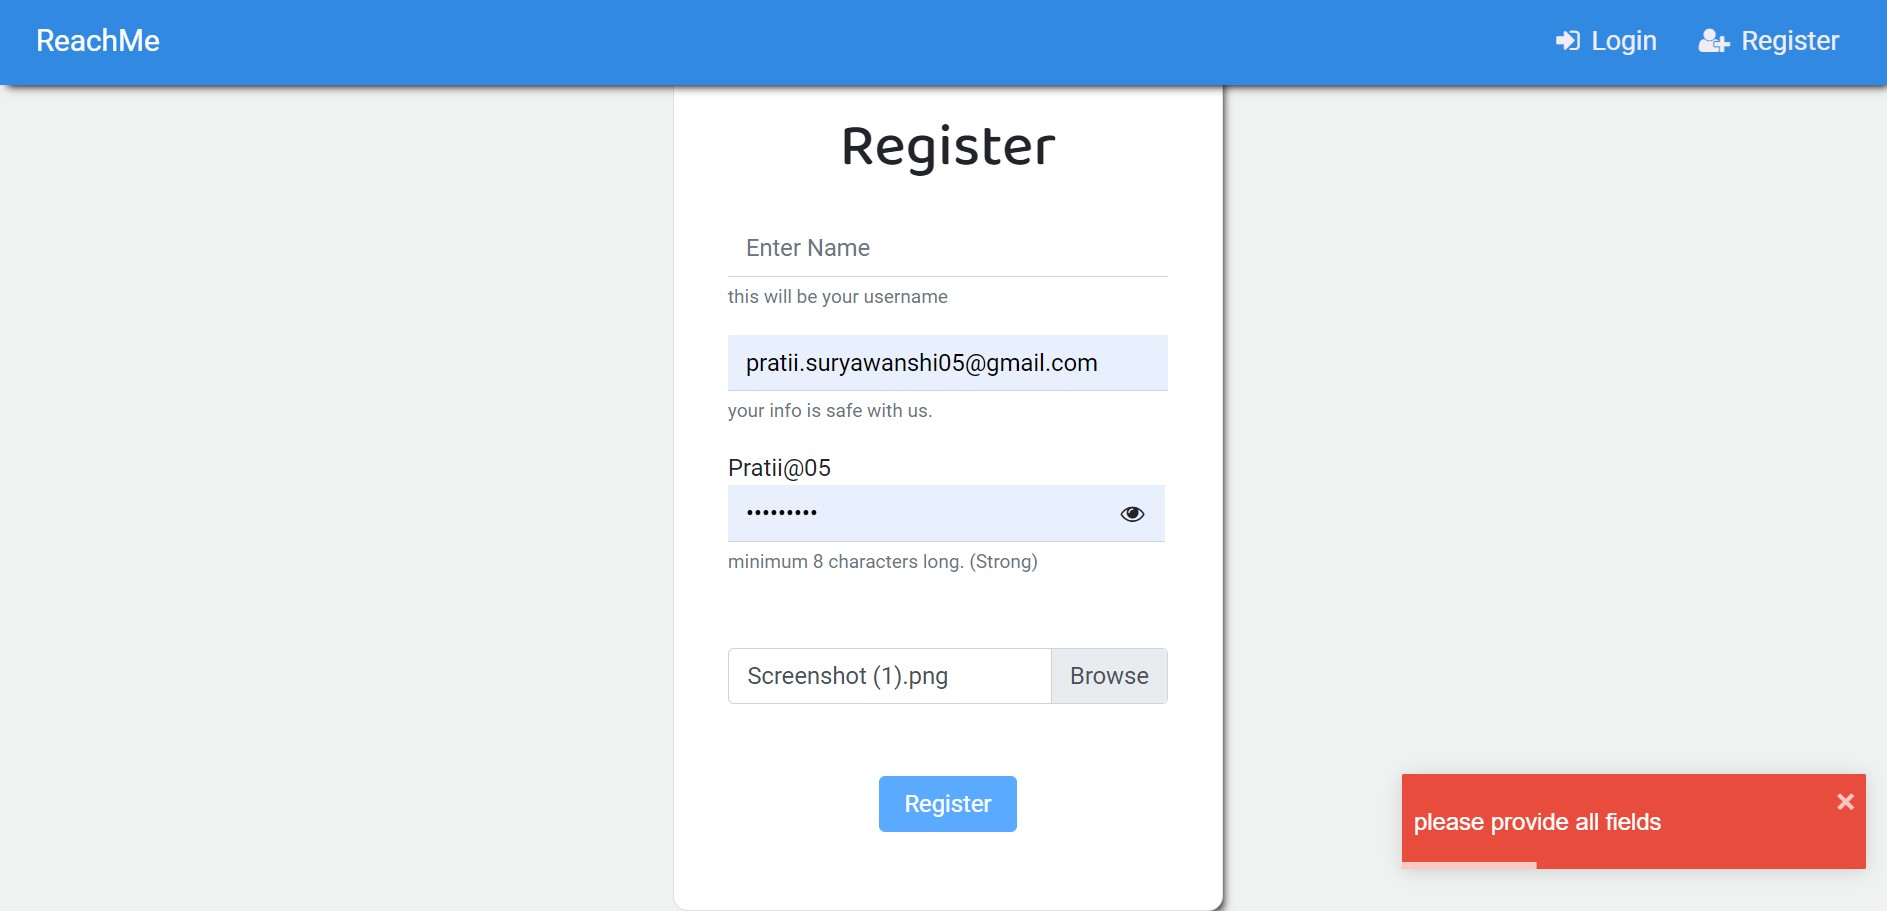 ReachMe
Login
Register
Register
Enter Name
this will be your username
pratii.suryawanshi05@gmail.com
your info is safe with us.
Pratii@05
•••••••••
minimum 8 characters long. (Strong)
Screenshot (1).png
Browse
Register
please provide all fields
×